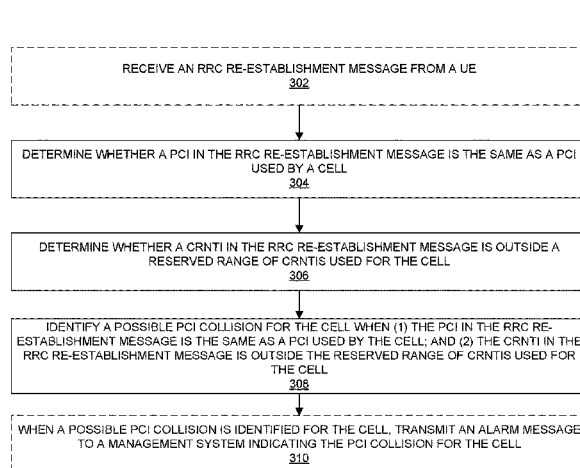 RECEIVE AN RRC RE-ESTABLISHMENT MESSAGE FROM A UE
302
DETERMINE WHETHER A PCI IN THE RRC RE-ESTABLISHMENT MESSAGE IS THE SAME AS A PCI
USED BY A CELL
304
DETERMINE WHETHER A CRNTI IN THE RRC RE-ESTABLISHMENT MESSAGE IS OUTSIDE A
RESERVED RANGE OF CRNTIS USED FOR THE CELL
306
IDENTIFY A POSSIBLE PCI COLLISION FOR THE CELL WHEN (1) THE PCI IN THE RRC RE-
ESTABLISHMENT MESSAGE IS THE SAME AS A PCI USED BY THE CELL; AND (2) THE CRNTI IN THE
RRC RE-ESTABLISHMENT MESSAGE IS OUTSIDE THE RESERVED RANGE OF CRNTIS USED FOR
THE CELL
308
WHEN A POSSIBLE PCI COLLISION IS IDENTIFIED FOR THE CELL, TRANSMIT AN ALARM MESSAGE
TO A MANAGEMENT SYSTEM INDICATING THE PCI COLLISION FOR THE CELL
310